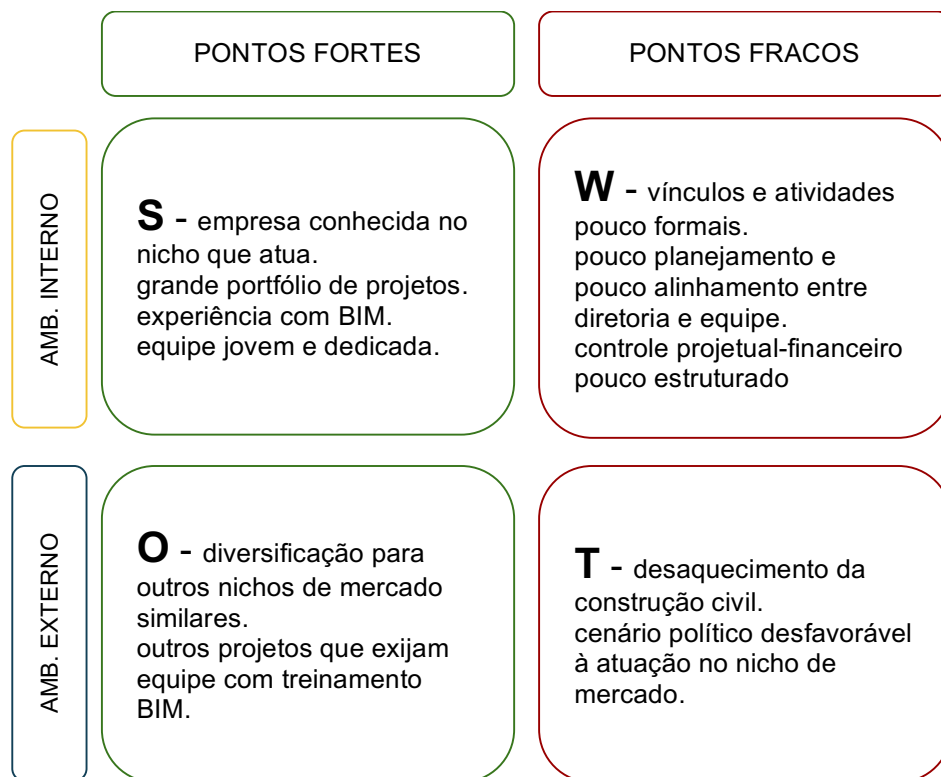 PONTOS FORTES
PONTOS FRACOS
AMB. INTERNO
S - empresa conhecida no
nicho que atua.
grande portfólio de projetos.
experiência com BIM.
equipe jovem e dedicada.
W - vínculos e atividades
pouco formais.
pouco planejamento e
pouco alinhamento entre
diretoria e equipe.
controle projetual-financeiro
pouco estruturado
AMB. EXTERNO
O - diversificação para
outros nichos de mercado
similares.
outros projetos que exijam
equipe com treinamento
BIM.
T - desaquecimento da
construção civil.
cenário político desfavorável
à atuação no nicho de
mercado.